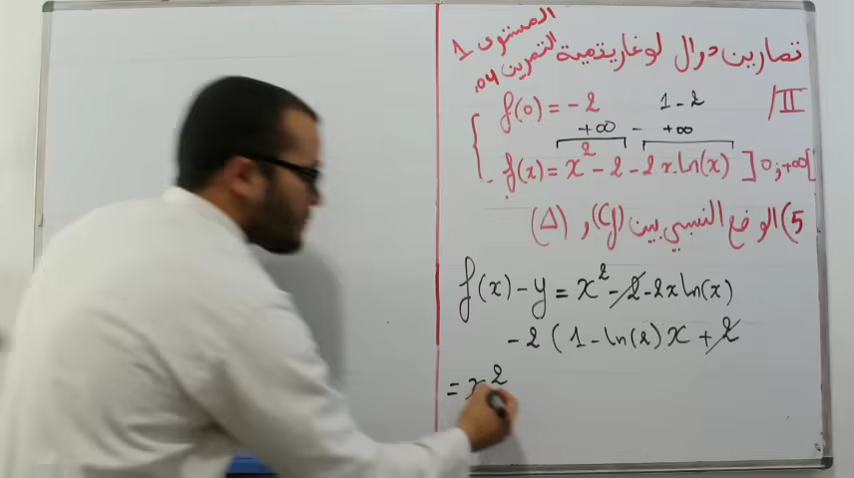 تمارين دوال لوغاريتمية المستوى 1
التمرين 04.
II/
f(0) = -2 1-2
+∞ - +∞
f(x) = x² - 2 - 2x.ln(x) ]0;+∞[
5) الوضع النسبي بين (Cf) و (Δ)
f(x) - y = x² - 2 - 2x ln(x)
- 2 (1 - ln(2)) x + 2
= x²